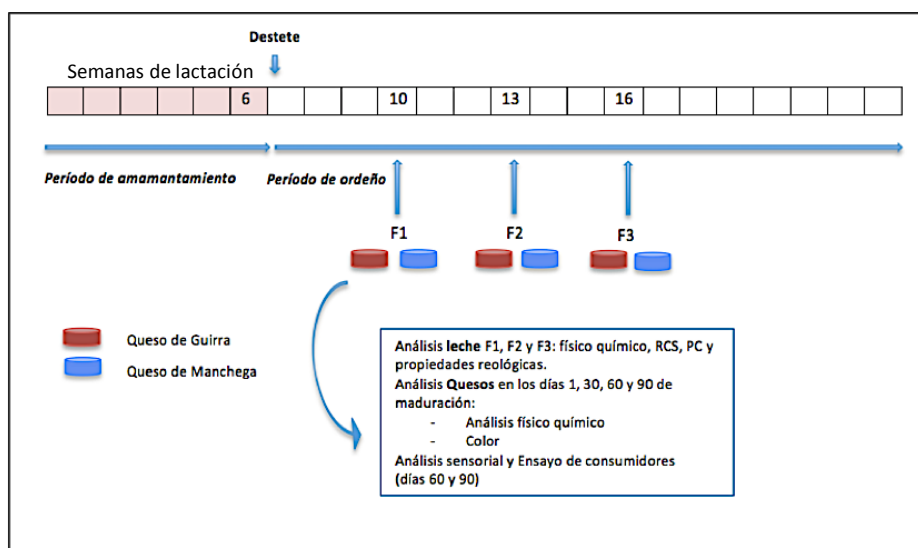 Destete
Semanas de lactación
6
10
13
16
Período de amamantamiento
Período de ordeño
F1
F2
F3
Queso de Guirra
Queso de Manchega
Análisis leche F1, F2 y F3: físico químico, RCS, PC y
propiedades reológicas.
Análisis Quesos en los días 1, 30, 60 y 90 de
maduración:
- Análisis físico químico
- Color
Análisis sensorial y Ensayo de consumidores
(días 60 y 90)